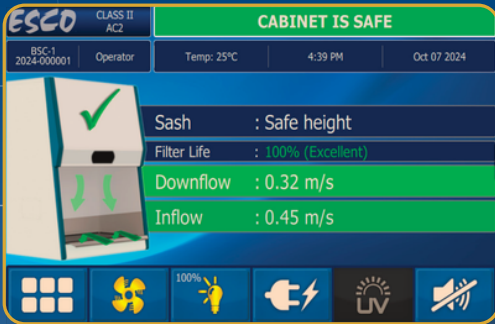 ESCO
CLASS II
AC2
CABINET IS SAFE
BSC-1
2024-000001
Operator
Temp: 25°C
4:39 PM
Oct 07 2024
Sash : Safe height
Filter Life : 100% (Excellent)
Downflow : 0.32 m/s
Inflow : 0.45 m/s
100%
UV